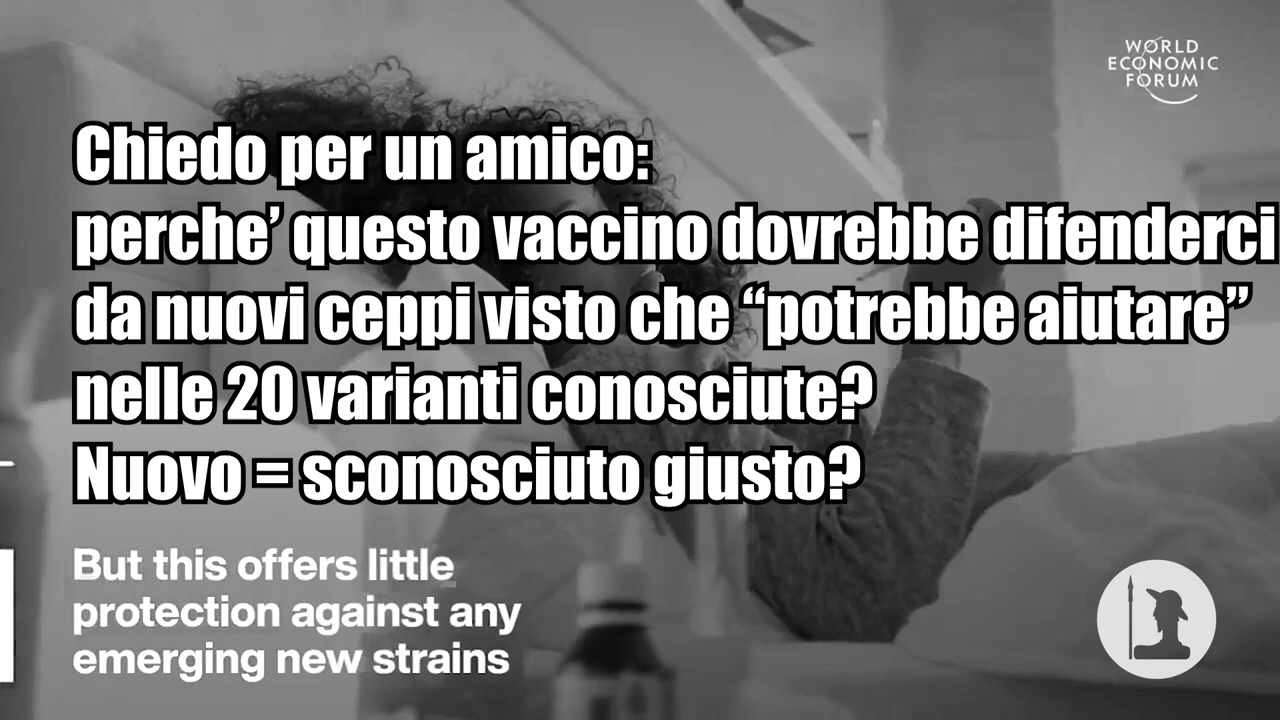 WORLD
ECONOMIC
FORUM
Chiedo per un amico:
perche’ questo vaccino dovrebbe difenderci
da nuovi ceppi visto che “potrebbe aiutare”
nelle 20 varianti conosciute?
Nuovo = sconosciuto giusto?
But this offers little
protection against any
emerging new strains